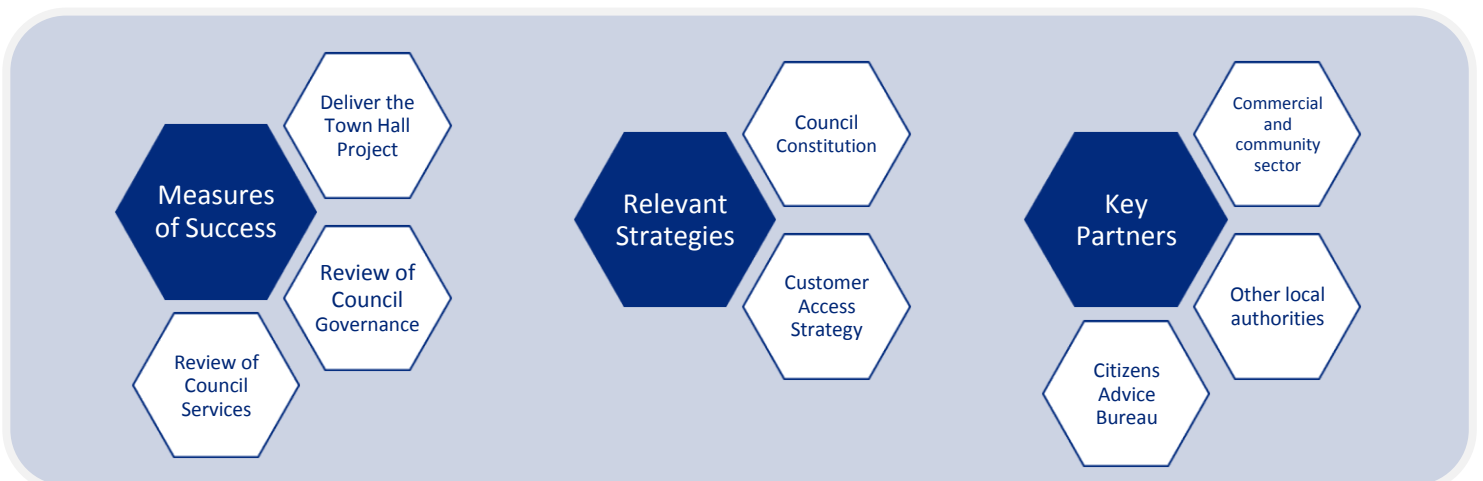 Measures
of Success
Deliver the
Town Hall
Project
Review of
Council
Governance
Review of
Council
Services
Relevant
Strategies
Council
Constitution
Customer
Access
Strategy
Key
Partners
Commercial
and
community
sector
Other local
authorities
Citizens
Advice
Bureau